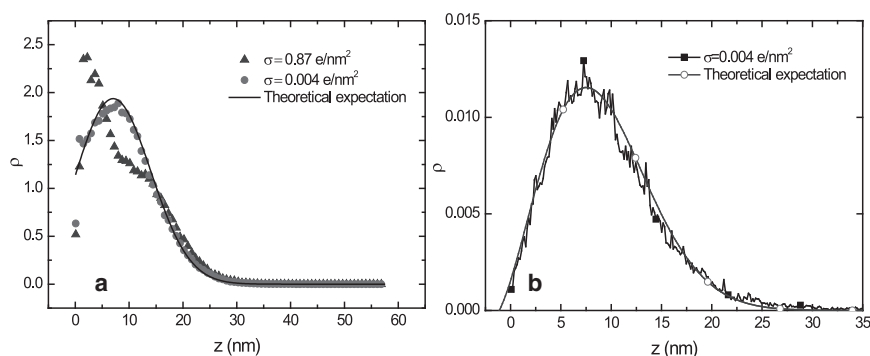 2.5
2.0
1.5
1.0
0.5
0.0
ρ
σ= 0.87 e/nm²
σ= 0.004 e/nm²
Theoretical expectation
a
0 10 20 30 40 50 60
z (nm)
0.015
0.010
0.005
0.000
ρ
σ=0.004 e/nm²
Theoretical expectation
b
0 5 10 15 20 25 30 35
z (nm)